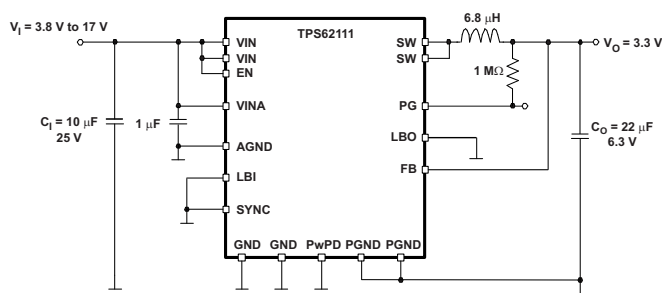 V_I = 3.8 V to 17 V
TPS62111
6.8 μH
VIN
SW
V_O = 3.3 V
VIN
SW
EN
1 MΩ
VINA
PG
C_I = 10 μF
25 V
1 μF
C_O = 22 μF
6.3 V
AGND
LBO
LBI
FB
SYNC
GND GND PwPD PGND PGND